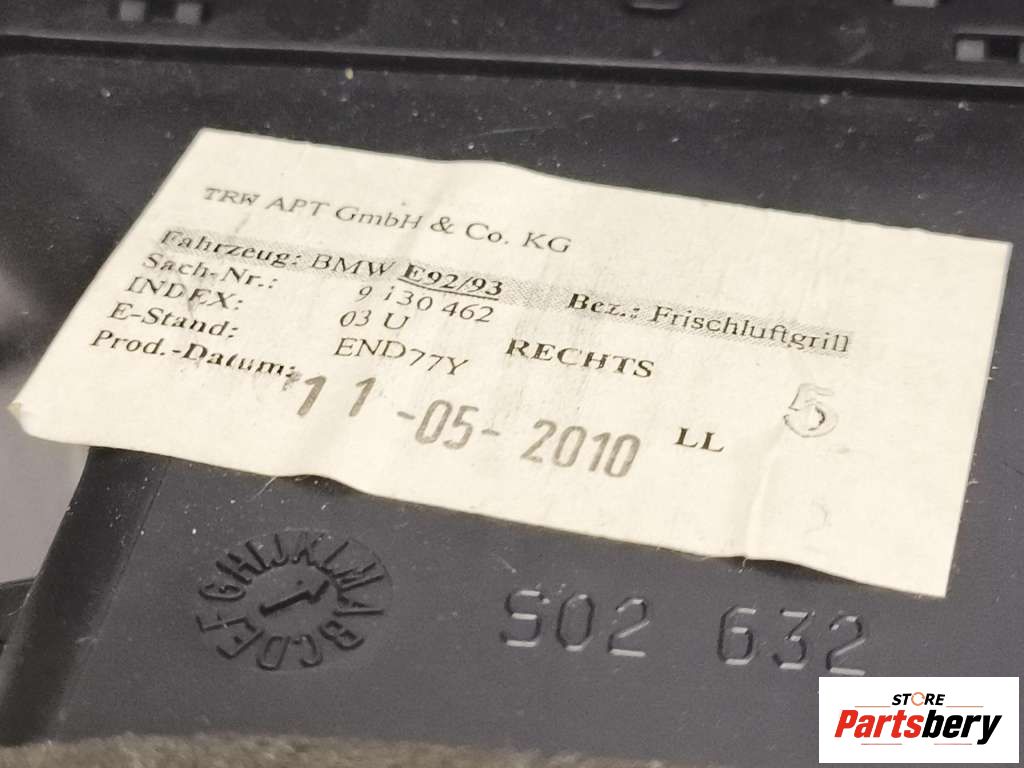 TRW APT GmbH & Co. KG
Fahrzeug: BMW E92/93 Bez.: Frischluftgrill
Sach-Nr.: 9 130 462
INDEX: 03 U RECHTS
E-Stand: END77Y
Prod.-Datum: 11-05-2010 LL 5
GHIJKLMABCDEF
S02 632
STORE
Partsbery